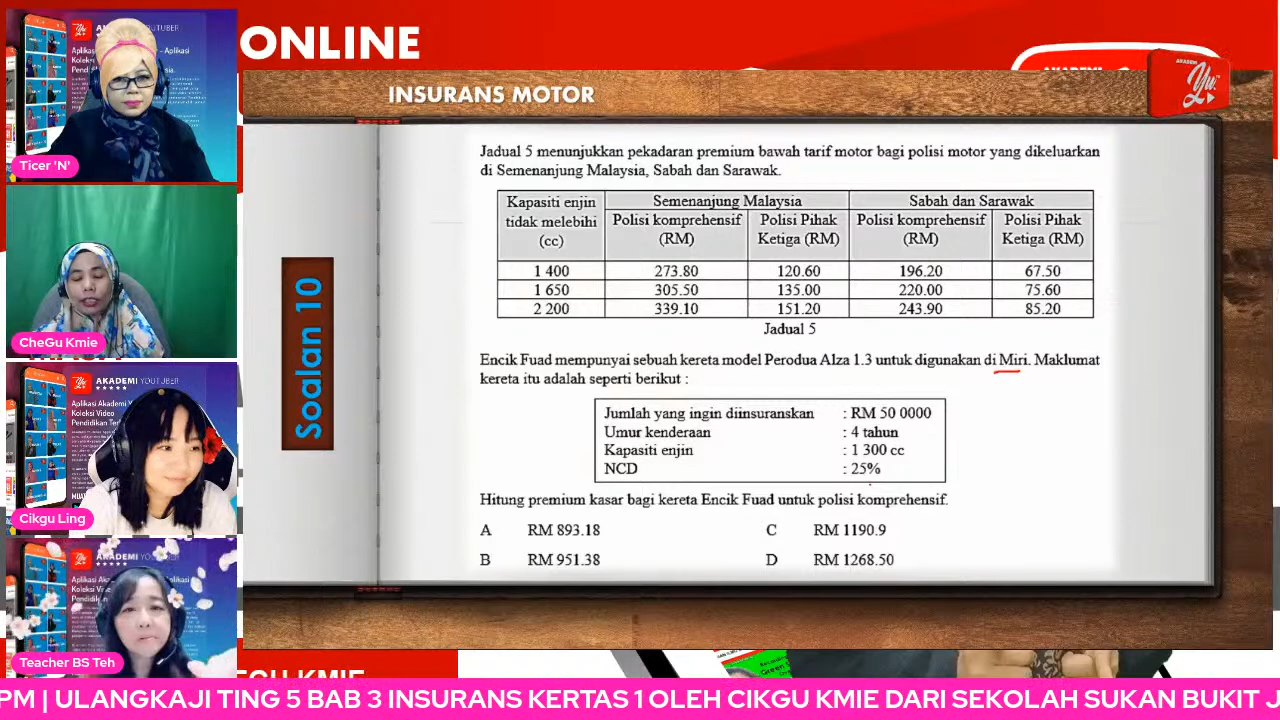 ONLINE
AKADEMI YOUTUBER
Ticer 'N'
CheGu Kmie
AKADEMI YOUTUBER
Cikgu Ling
Teacher BS Teh
INSURANS MOTOR
Soalan 10
Jadual 5 menunjukkan pekadaran premium bawah tarif motor bagi polisi motor yang dikeluarkan
di Semenanjung Malaysia, Sabah dan Sarawak.
Kapasiti enjin tidak melebihi (cc) Semenanjung Malaysia Sabah dan Sarawak
Polisi komprehensif (RM) Polisi Pihak Ketiga (RM) Polisi komprehensif (RM) Polisi Pihak Ketiga (RM)
1 400 273.80 120.60 196.20 67.50
1 650 305.50 135.00 220.00 75.60
2 200 339.10 151.20 243.90 85.20
Jadual 5
Encik Fuad mempunyai sebuah kereta model Perodua Alza 1.3 untuk digunakan di Miri. Maklumat
kereta itu adalah seperti berikut :
Jumlah yang ingin diinsuranskan : RM 50 0000
Umur kenderaan : 4 tahun
Kapasiti enjin : 1 300 cc
NCD : 25%
Hitung premium kasar bagi kereta Encik Fuad untuk polisi komprehensif.
A RM 893.18 C RM 1190.9
B RM 951.38 D RM 1268.50
PM | ULANGKAJI TING 5 BAB 3 INSURANS KERTAS 1 OLEH CIKGU KMIE DARI SEKOLAH SUKAN BUKIT J